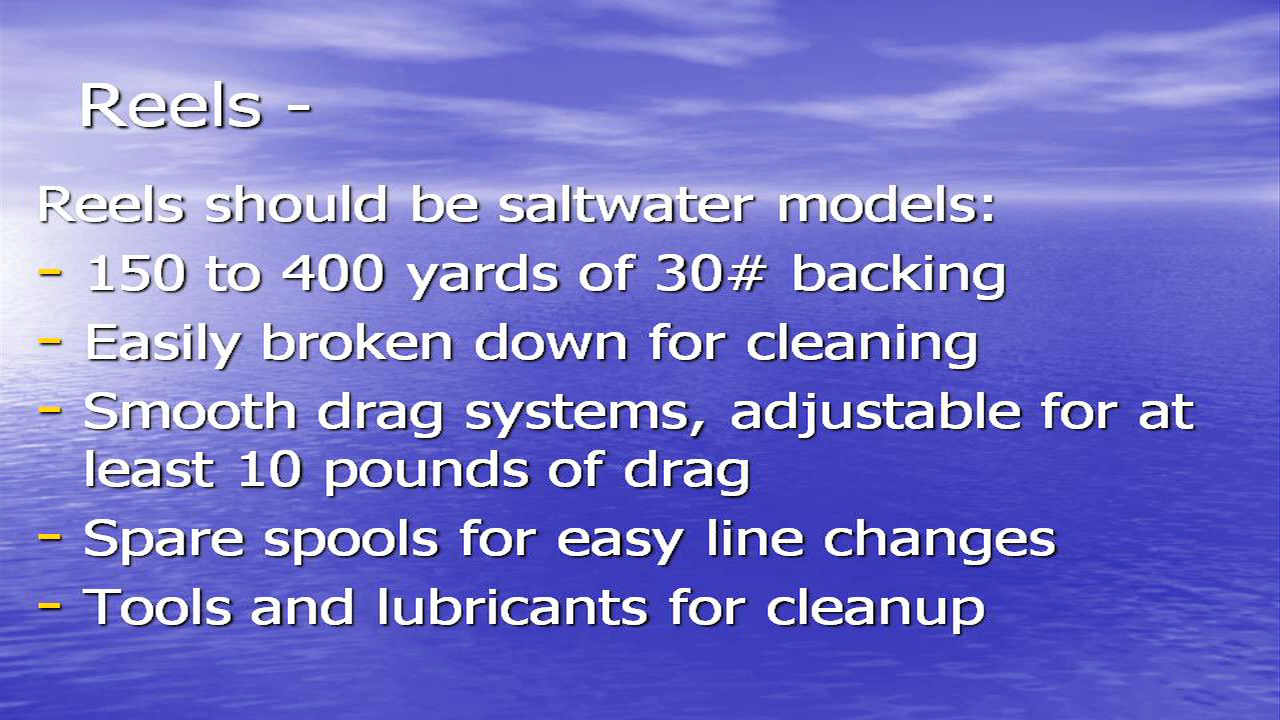 Reels -
Reels should be saltwater models:
- 150 to 400 yards of 30# backing
- Easily broken down for cleaning
- Smooth drag systems, adjustable for at
least 10 pounds of drag
- Spare spools for easy line changes
- Tools and lubricants for cleanup